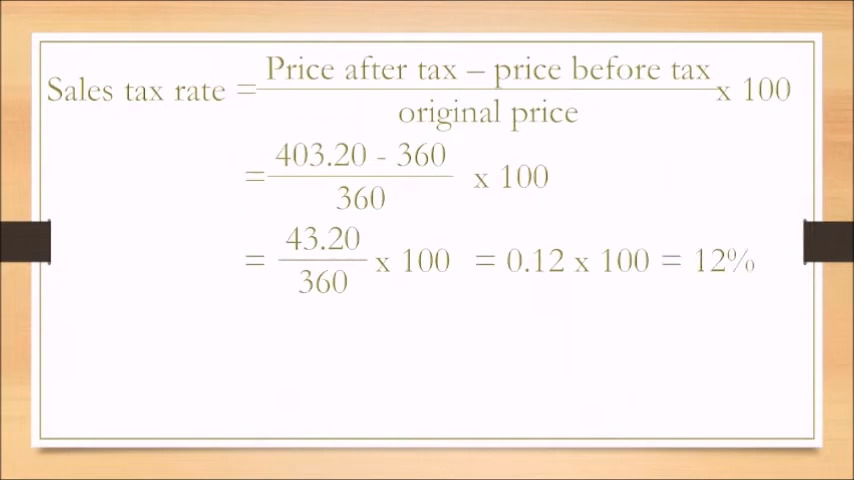 Sales tax rate = Price after tax – price before tax / original price x 100
= 403.20 - 360 / 360 x 100
= 43.20 / 360 x 100 = 0.12 x 100 = 12%